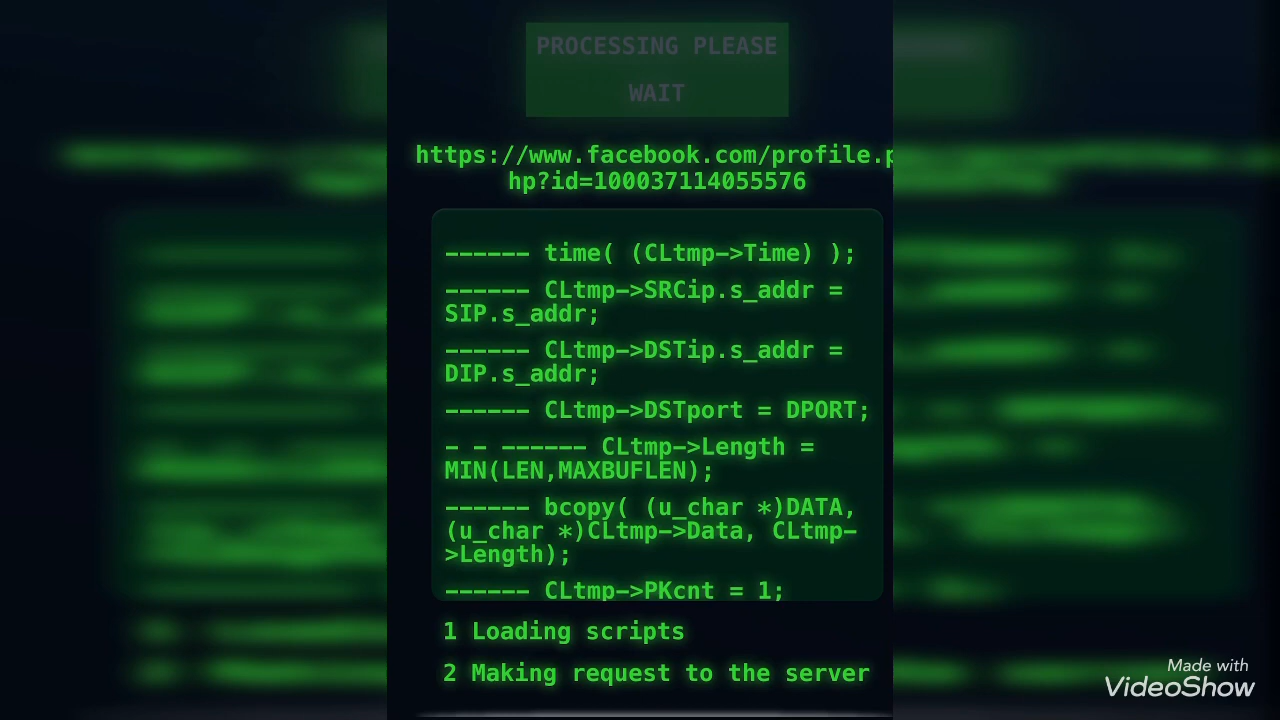 PROCESSING PLEASE
WAIT
https://www.facebook.com/profile.p
hp?id=100037114055576
------ time( (CLtmp->Time) );
------ CLtmp->SRCip.s_addr =
SIP.s_addr;
------ CLtmp->DSTip.s_addr =
DIP.s_addr;
------ CLtmp->DSTport = DPORT;
- - ------ CLtmp->Length =
MIN(LEN,MAXBUFLEN);
------ bcopy( (u_char *)DATA,
(u_char *)CLtmp->Data, CLtmp-
>Length);
------ CLtmp->PKcnt = 1;
1 Loading scripts
2 Making request to the server
Made with
VideoShow